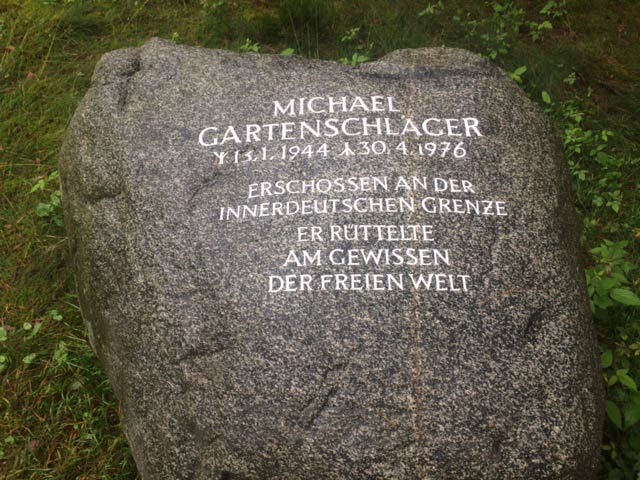 MICHAEL
GARTENSCHLÄGER
ᛉ 13.1.1944 ᛣ 30.4.1976
ERSCHOSSEN AN DER
INNERDEUTSCHEN GRENZE
ER RÜTTELTE
AM GEWISSEN
DER FREIEN WELT